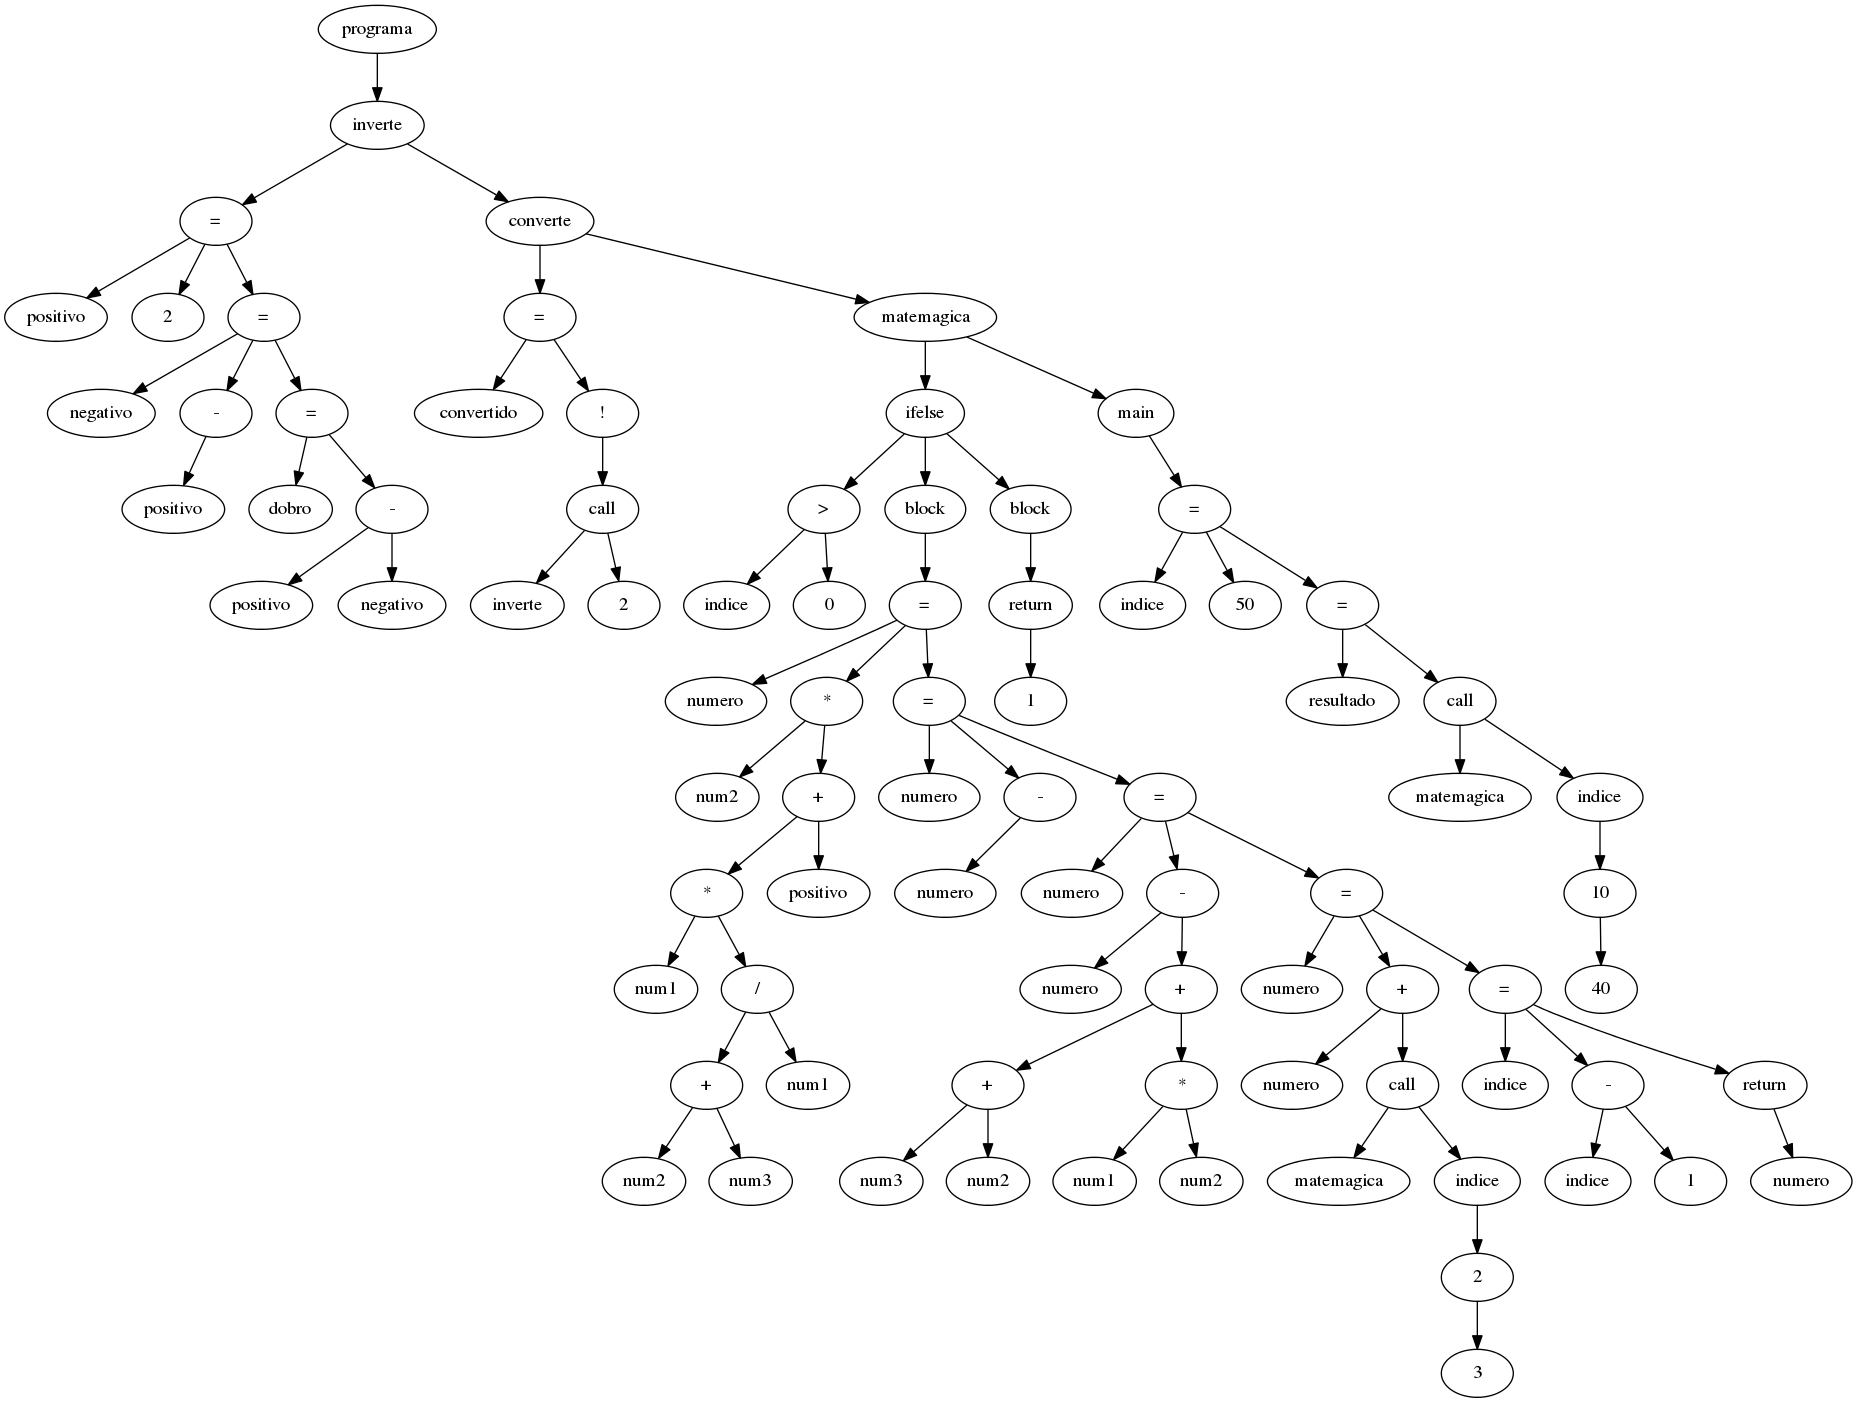 programa
inverte
= converte
positivo 2 = = matemagica
negativo - = convertido ! ifelse main
positivo dobro - call > block block =
positivo negativo inverte 2 indice 0 = return indice 50 =
numero * = 1 resultado call
num2 + numero - = matemagica indice
* positivo numero numero - = 10
num1 / numero + numero + = 40
+ num1 + * numero call indice - return
num2 num3 num3 num2 num1 num2 matemagica indice indice 1 numero
2
3